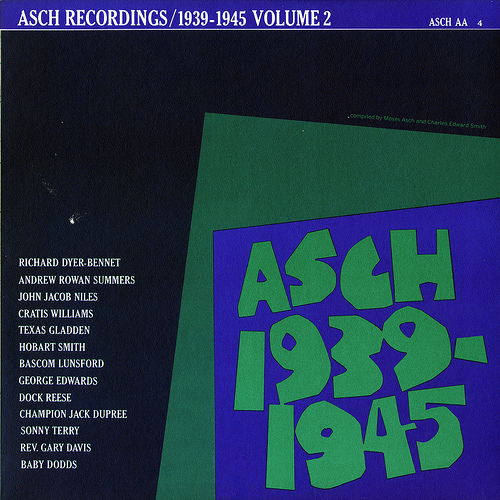 ASCH RECORDINGS/1939-1945 VOLUME 2
ASCH AA 4
compiled by Moses Asch and Charles Edward Smith
RICHARD DYER-BENNET
ANDREW ROWAN SUMMERS
JOHN JACOB NILES
CRATIS WILLIAMS
TEXAS GLADDEN
HOBART SMITH
BASCOM LUNSFORD
GEORGE EDWARDS
DOCK REESE
CHAMPION JACK DUPREE
SONNY TERRY
REV. GARY DAVIS
BABY DODDS
ASCH
1939-
1945